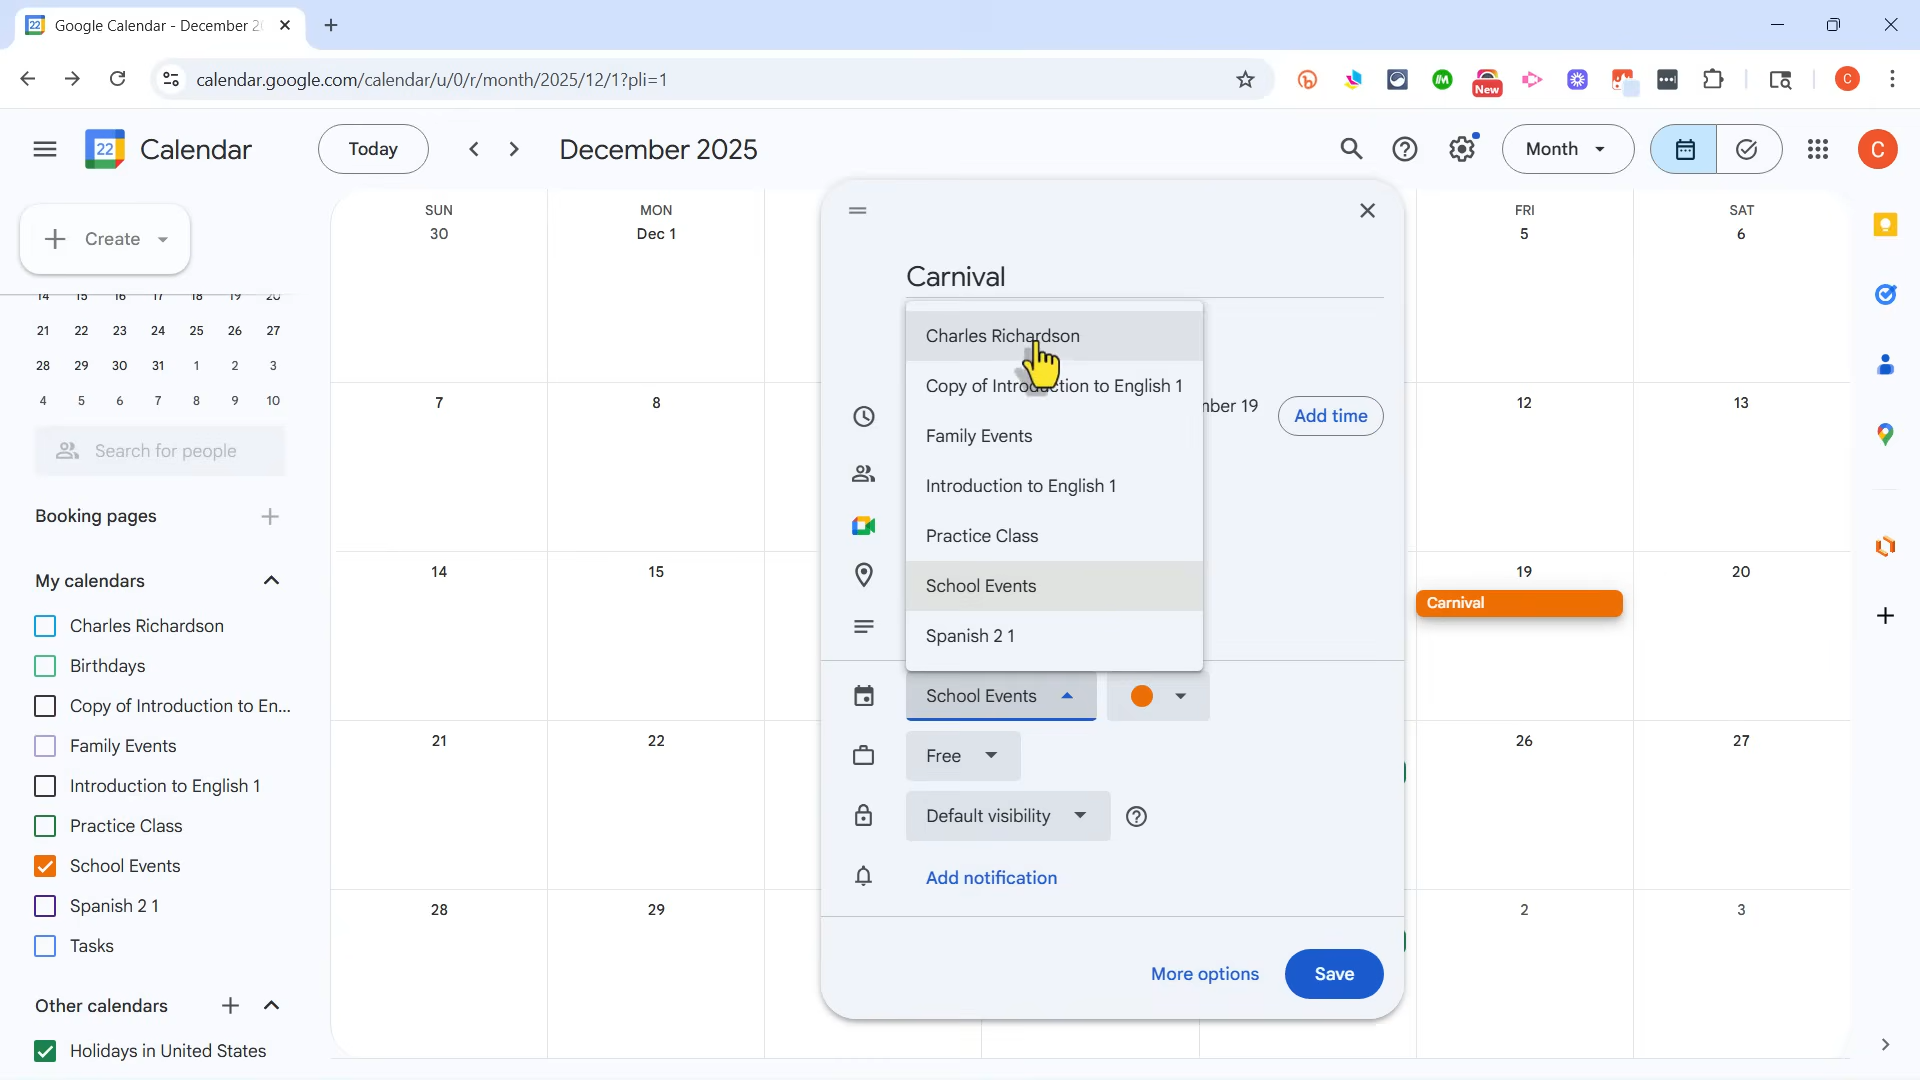 Google Calendar - December 2
calendar.google.com/calendar/u/0/r/month/2025/12/1?pli=1
New
C
22
Calendar
Today
December 2025
Month
C
Create
14 15 16 17 18 19 20
21 22 23 24 25 26 27
28 29 30 31 1 2 3
4 5 6 7 8 9 10
Search for people
Booking pages
My calendars
Charles Richardson
Birthdays
Copy of Introduction to En...
Family Events
Introduction to English 1
Practice Class
School Events
Spanish 2 1
Tasks
Other calendars
Holidays in United States
SUN
30
MON
Dec 1
FRI
5
SAT
6
7
8
12
13
14
15
19
20
Carnival
21
22
26
27
28
29
2
3
Carnival
Charles Richardson
Copy of Introduction to English 1
Family Events
Introduction to English 1
Practice Class
School Events
Spanish 2 1
mber 19
Add time
School Events
Free
Default visibility
Add notification
More options
Save